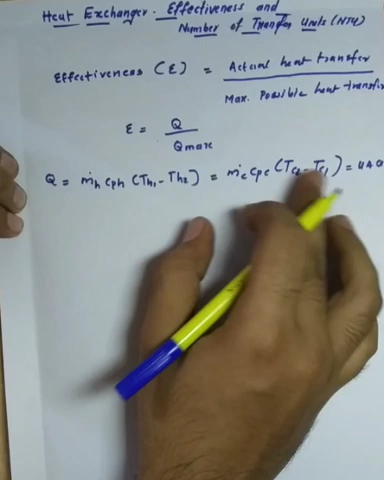 Heat Exchanger. Effectiveness and
Number of Transfer Units (NTU)
Effectiveness (ε) = Actual heat transfer
Max. Possible heat transfer
ε = Q
Qmax
Q = ṁh Cph (Th1 - Th2) = ṁc Cpc (Tc2 - Tc1) = UA